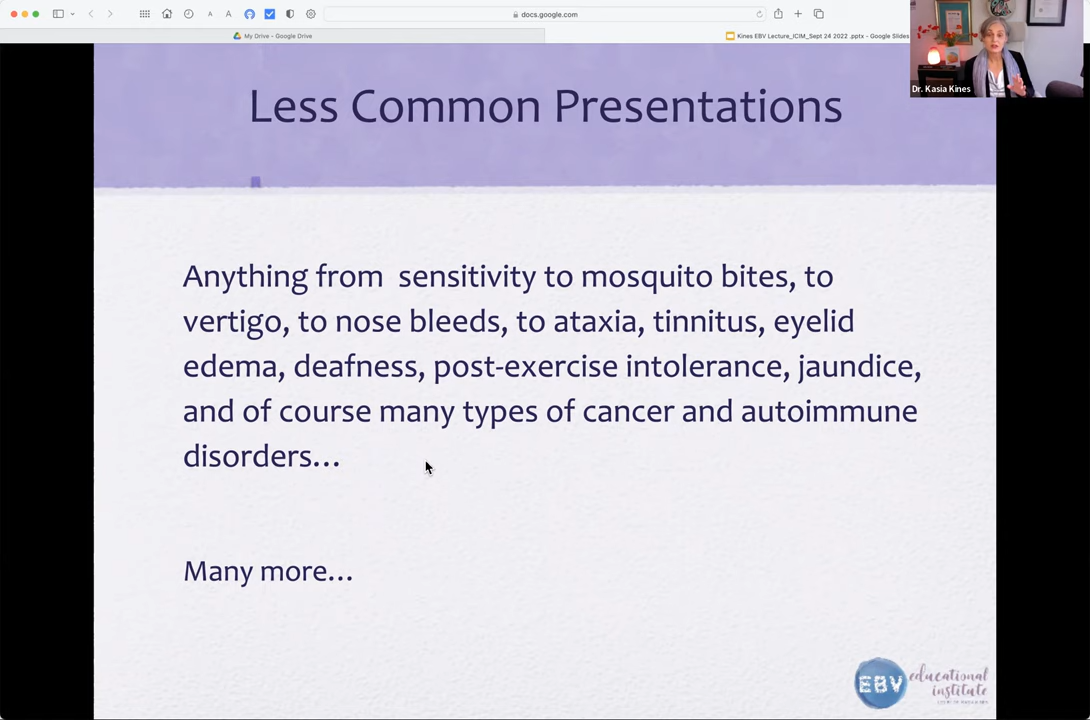 docs.google.com
My Drive - Google Drive
Kines EBV Lecture_ICIM_Sept 24 2022 .pptx - Google Slides
A A
Dr. Kasia Kines
Less Common Presentations
Anything from  sensitivity to mosquito bites, to
vertigo, to nose bleeds, to ataxia, tinnitus, eyelid
edema, deafness, post-exercise intolerance, jaundice,
and of course many types of cancer and autoimmune
disorders...
Many more...
EBV educational
institute